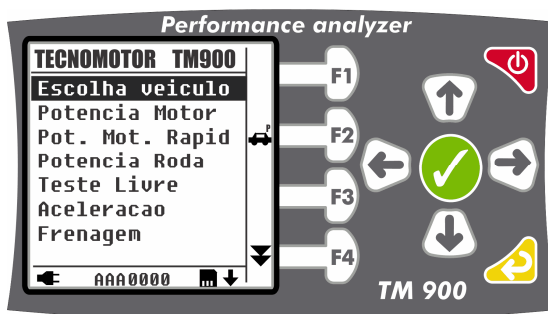 Performance analyzer
TECNOMOTOR TM900
Escolha veiculo
Potencia Motor
Pot. Mot. Rapid
Potencia Roda
Teste Livre
Aceleracao
Frenagem
AAA0000
P
F1
F2
F3
F4
TM 900